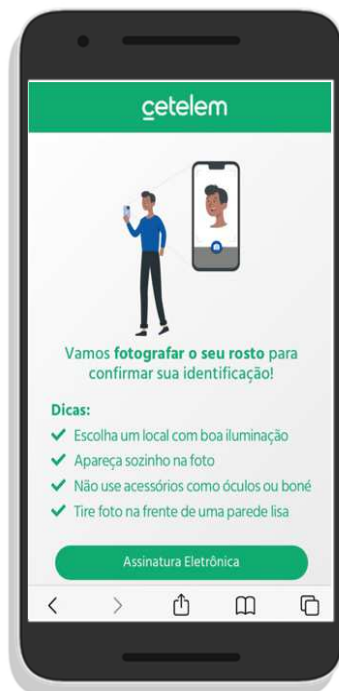 cetelem
Vamos fotografar o seu rosto para
confirmar sua identificação!
Dicas:
Escolha um local com boa iluminação
Apareça sozinho na foto
Não use acessórios como óculos ou boné
Tire foto na frente de uma parede lisa
Assinatura Eletrônica